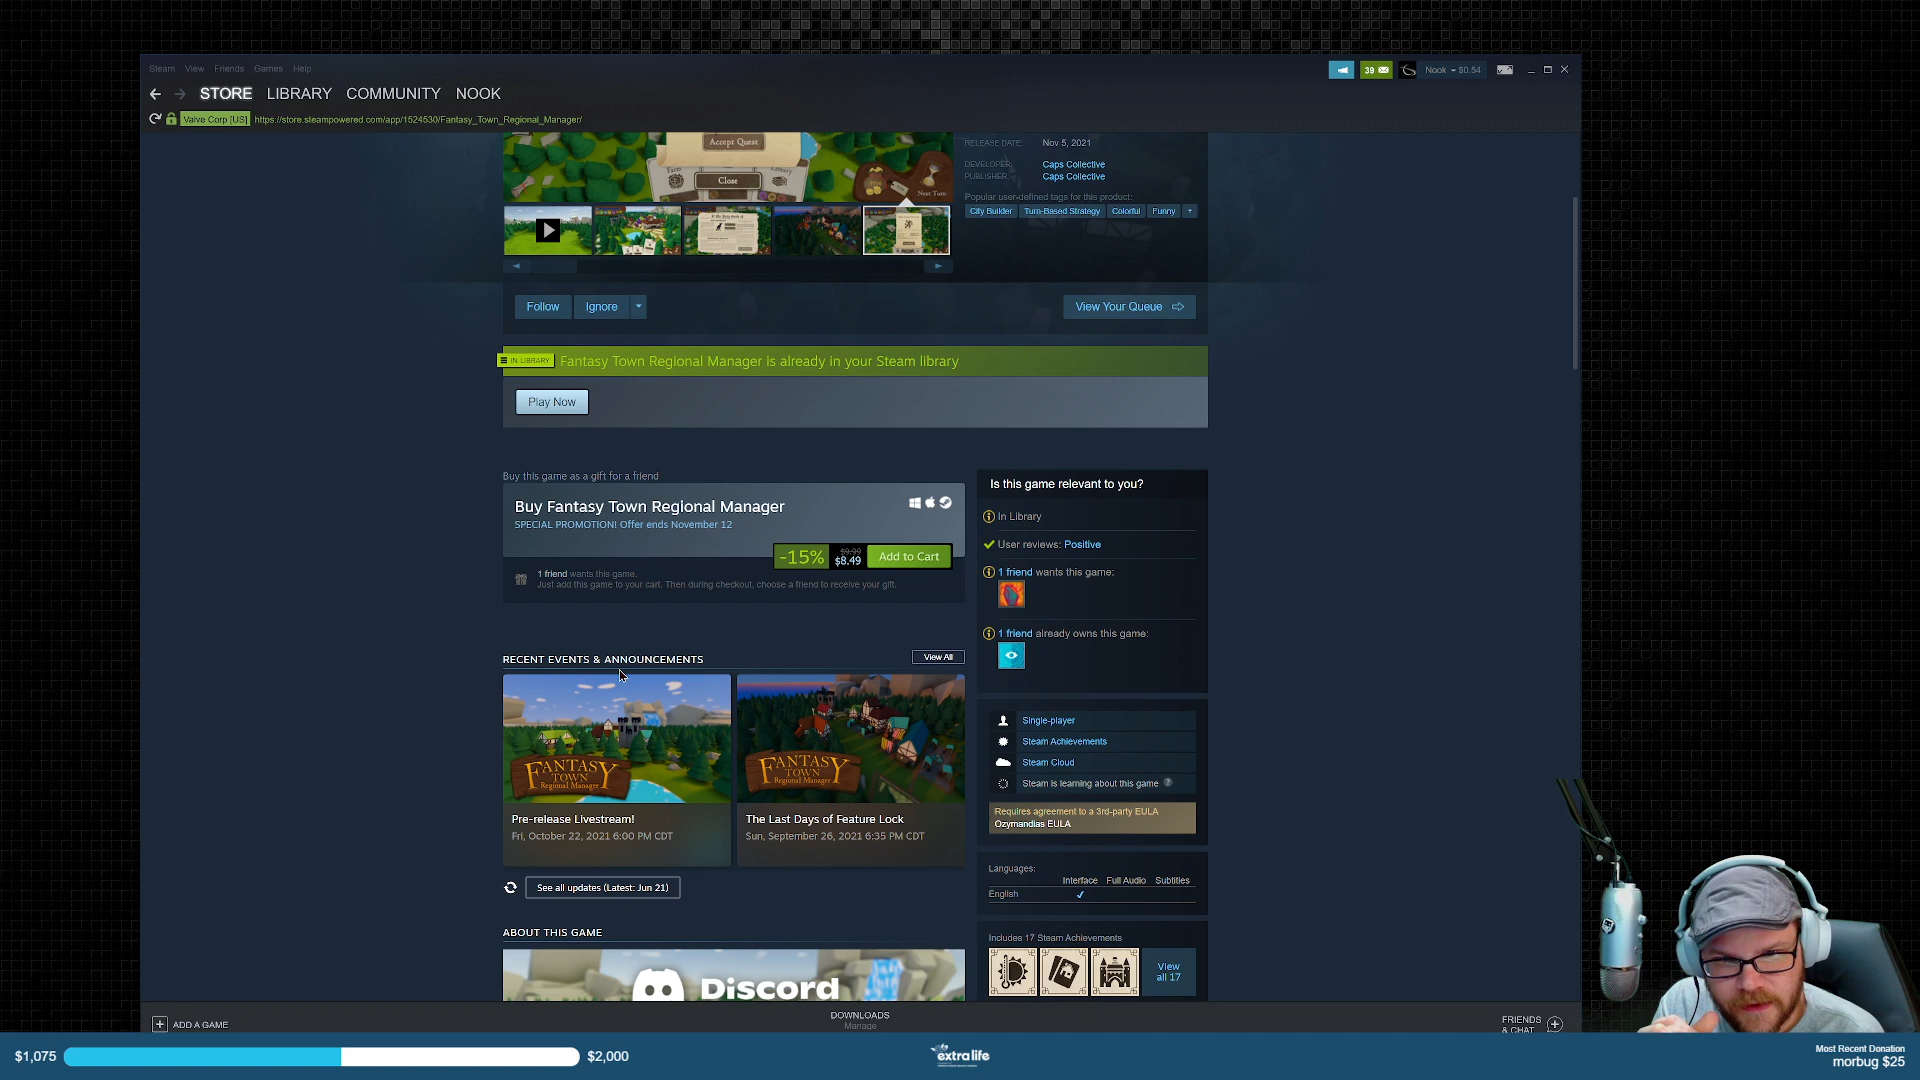 Steam View Friends Games Help
39 Nook $0.54
STORE LIBRARY COMMUNITY NOOK
Valve Corp [US] https://store.steampowered.com/app/1524530/Fantasy_Town_Regional_Manager/
Accept Quest
Close
Next Turn
RELEASE DATE: Nov 5, 2021
DEVELOPER: Caps Collective
PUBLISHER: Caps Collective
Popular user-defined tags for this product:
City Builder Turn-Based Strategy Colorful Funny +
Follow Ignore View Your Queue
IN LIBRARY Fantasy Town Regional Manager is already in your Steam library
Play Now
Buy this game as a gift for a friend
Buy Fantasy Town Regional Manager
SPECIAL PROMOTION! Offer ends November 12
-15% $9.99 $8.49 Add to Cart
1 friend wants this game.
Just add this game to your cart. Then during checkout, choose a friend to receive your gift.
Is this game relevant to you?
In Library
User reviews: Positive
1 friend wants this game:
1 friend already owns this game:
RECENT EVENTS & ANNOUNCEMENTS View All
FANTASY TOWN Regional Manager
Pre-release Livestream!
Fri, October 22, 2021 6:00 PM CDT
FANTASY TOWN Regional Manager
The Last Days of Feature Lock
Sun, September 26, 2021 6:35 PM CDT
See all updates (Latest: Jun 21)
Single-player
Steam Achievements
Steam Cloud
Steam is learning about this game ?
Requires agreement to a 3rd-party EULA
Ozymandias EULA
Languages:
Interface Full Audio Subtitles
English ✔
Includes 17 Steam Achievements
View
all 17
ABOUT THIS GAME
Discord
+ ADD A GAME
DOWNLOADS
Manage
FRIENDS
& CHAT +
$1,075 $2,000
extralife
Most Recent Donation
morbug $25